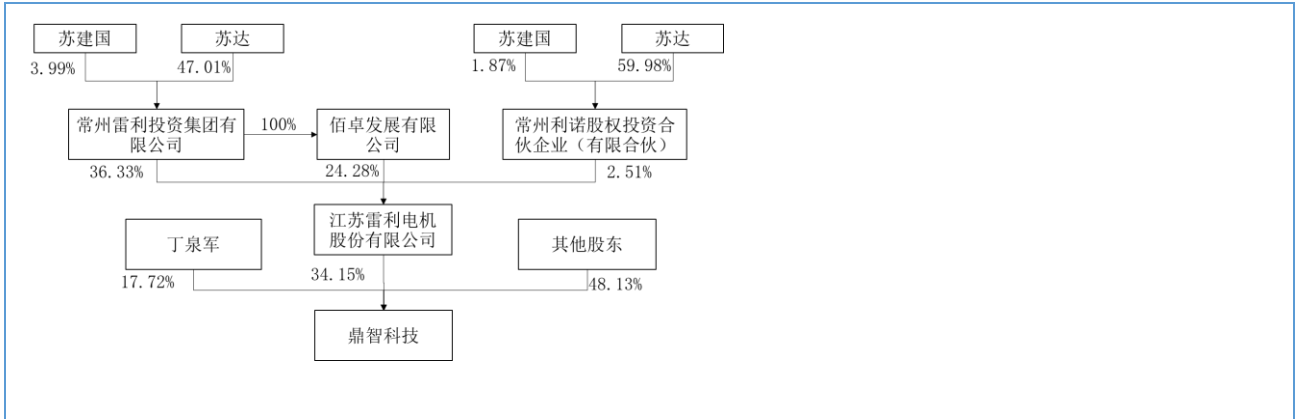 苏建国
苏达
苏建国
苏达
3.99%
47.01%
1.87%
59.98%
常州雷利投资集团有
限公司
100%
佰卓发展有限
公司
常州利诺股权投资合
伙企业（有限合伙）
36.33%
24.28%
2.51%
丁泉军
江苏雷利电机
股份有限公司
其他股东
17.72%
34.15%
48.13%
鼎智科技